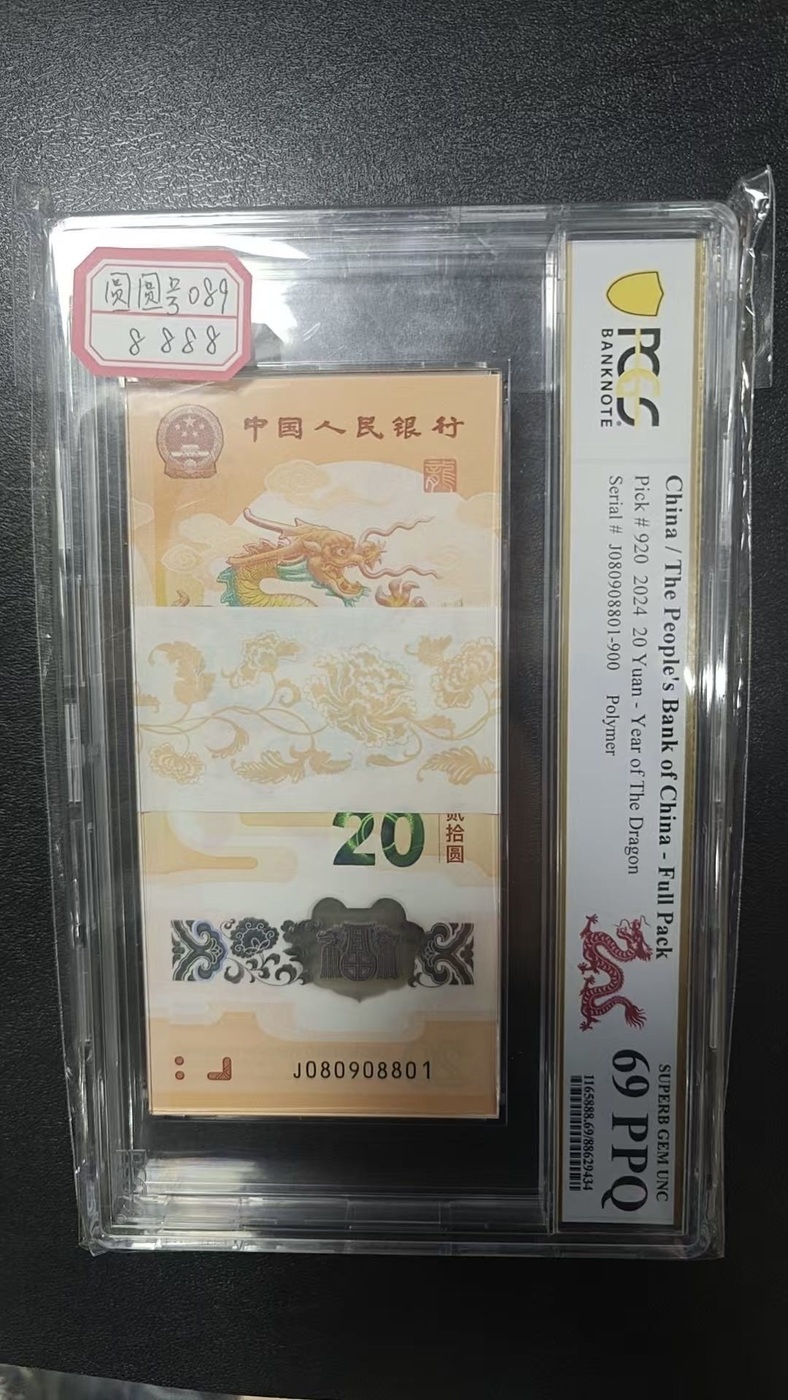 圆圆号089
8888
中国人民银行
龍
20
贰拾圆
福
J080908801
PCGS
BANKNOTE
China / The People's Bank of China - Full Pack
Pick # 920 2024 20 Yuan - Year of The Dragon
Serial # J080908801-900 Polymer
SUPERB GEM UNC
69 PPQ
1165888.69/88629434